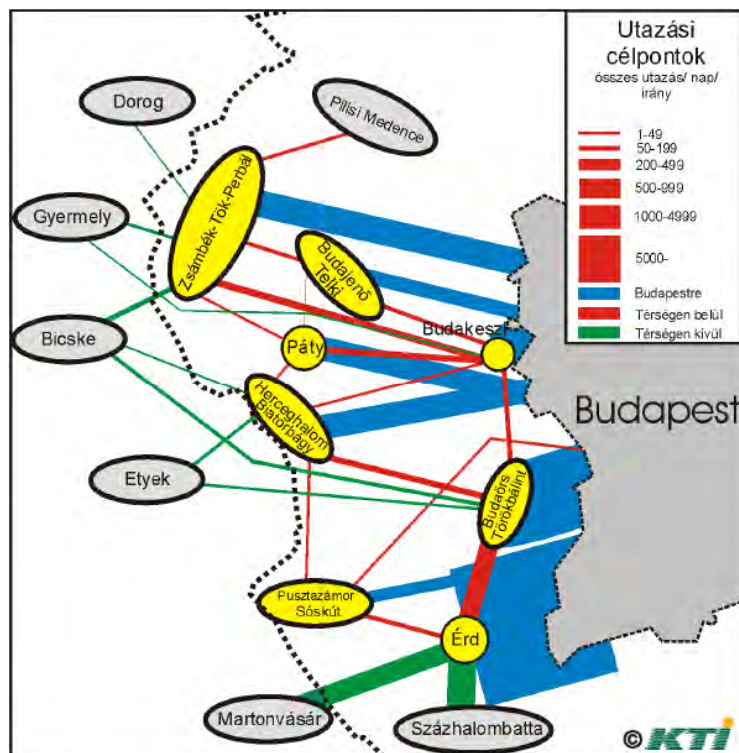 Utazási
célpontok
összes utazás/ nap/
irány
1-49
50-199
200-499
500-999
1000-4999
5000-
Budapestre
Térségen belül
Térségen kívül
Dorog
Pilisi Medence
Gyermely
Zsámbék-Tök-Perbál
Budajenő
Telki
Budakeszi
Bicske
Páty
Herceghalom
Biatorbágy
Budapest
Etyek
Budaörs
Törökbálint
Pusztazámor
Sóskút
Érd
Martonvásár
Százhalombatta
© KTI